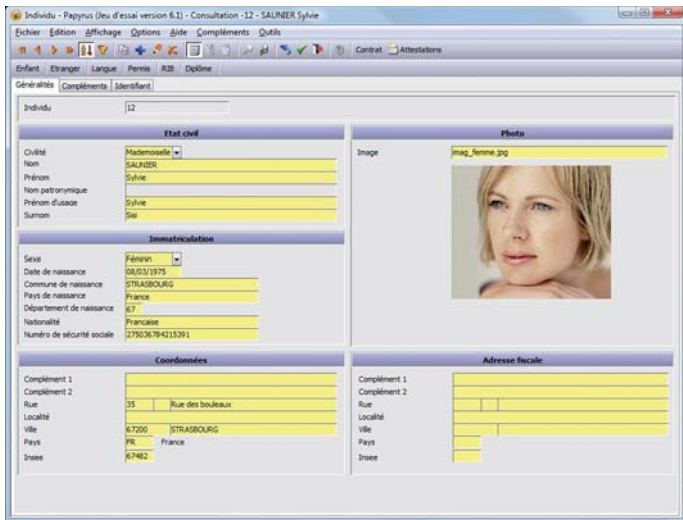 Individu - Papyrus (Jeu d'essai version 6.1) - Consultation -12 - SAUNIER Sylvie
Fichier Edition Affichage Options Aide Compléments Outils
Contrat Attestations
Enfant Etranger Langue Permis RIB Diplôme
Généralités Compléments Identifiant
Individu 12
Etat civil
Civilité Mademoiselle
Nom SAUNIER
Prénom Sylvie
Nom patronymique
Prénom d'usage Sylvie
Surnom Sisi
Photo
Image mag_femme.jpg
Immatriculation
Sexe Féminin
Date de naissance 08/03/1975
Commune de naissance STRASBOURG
Pays de naissance France
Département de naissance 67
Nationalité Francaise
Numéro de sécurité sociale 275036784215391
Coordonnées
Complément 1
Complément 2
Rue 35 Rue des bouleaux
Localité
Ville 67200 STRASBOURG
Pays FR France
Insee 67482
Adresse fiscale
Complément 1
Complément 2
Rue
Localité
Ville
Pays
Insee